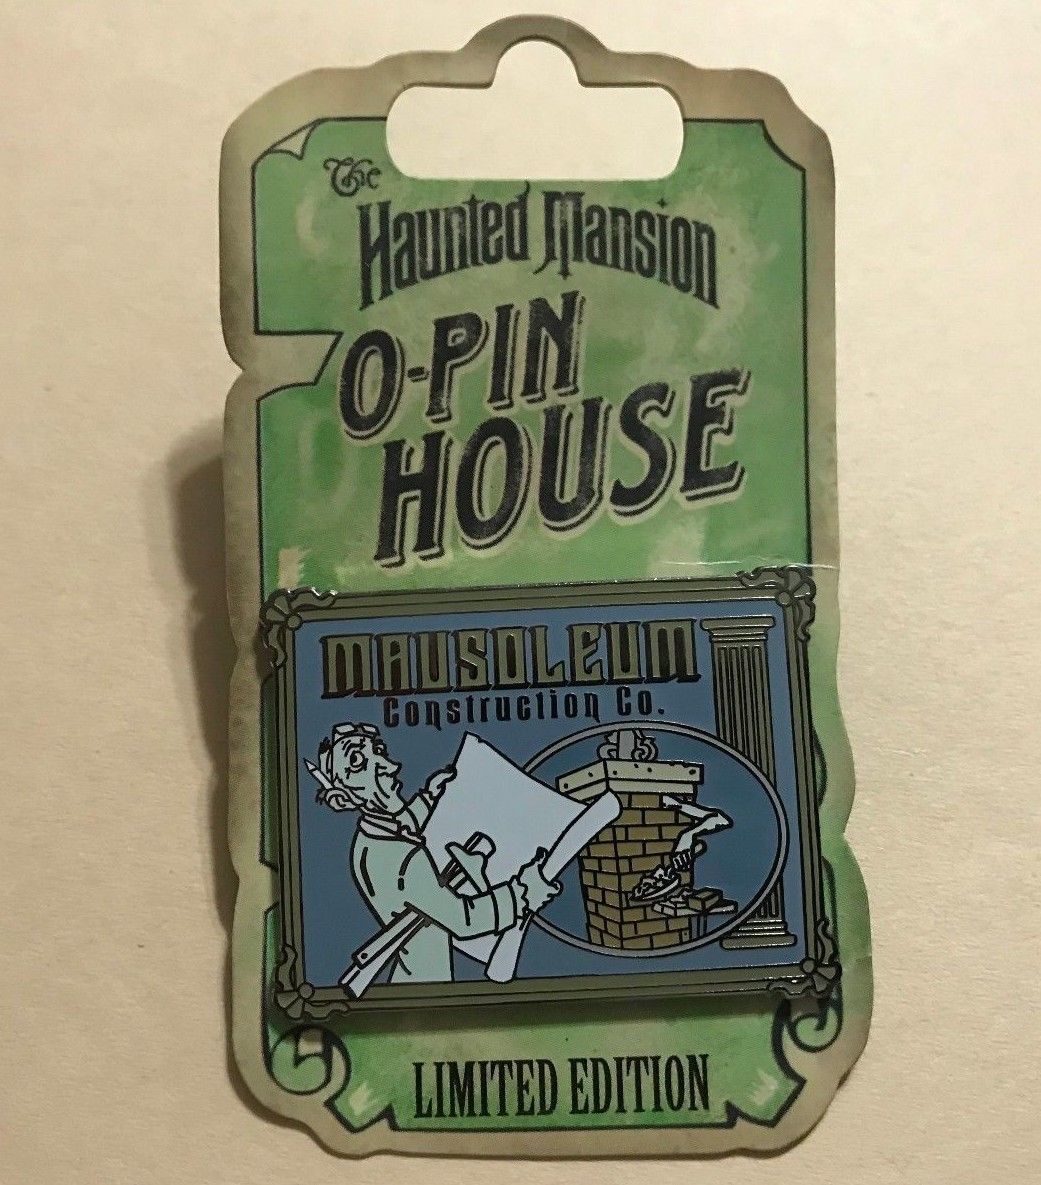 The
Haunted Mansion
O-PIN
HOUSE
MAUSOLEUM
Construction Co.
LIMITED EDITION